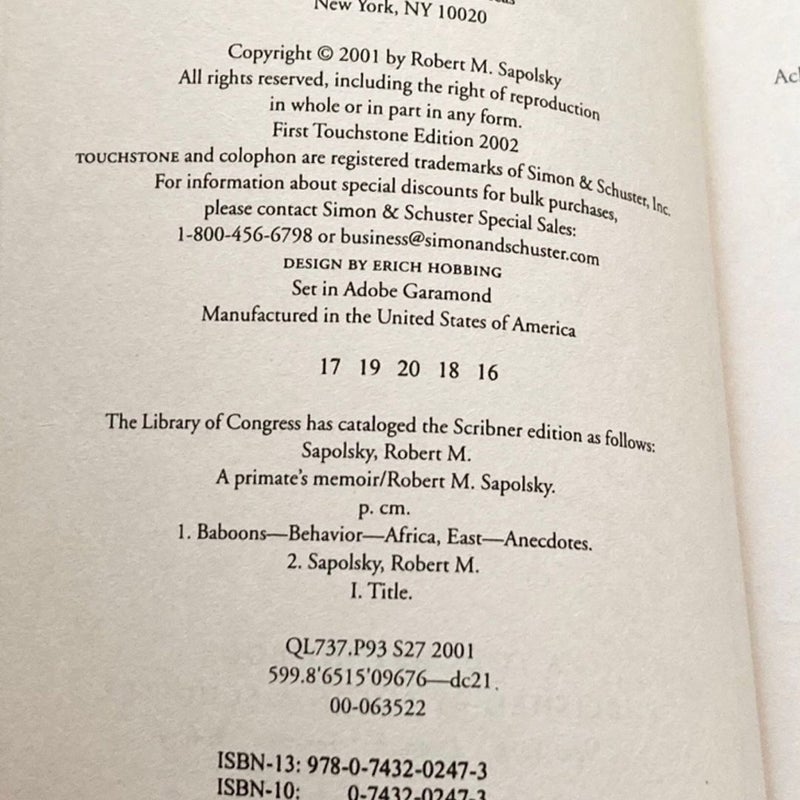 New York, NY 10020
Copyright © 2001 by Robert M. Sapolsky
All rights reserved, including the right of reproduction
in whole or in part in any form.
First Touchstone Edition 2002
TOUCHSTONE and colophon are registered trademarks of Simon & Schuster, Inc.
For information about special discounts for bulk purchases,
please contact Simon & Schuster Special Sales:
1-800-456-6798 or business@simonandschuster.com
DESIGN BY ERICH HOBBING
Set in Adobe Garamond
Manufactured in the United States of America
17 19 20 18 16
The Library of Congress has cataloged the Scribner edition as follows:
Sapolsky, Robert M.
A primate's memoir/Robert M. Sapolsky.
p. cm.
1. Baboons—Behavior—Africa, East—Anecdotes.
2. Sapolsky, Robert M.
I. Title.
QL737.P93 S27 2001
599.8'6515'09676—dc21.
00-063522
ISBN-13: 978-0-7432-0247-3
ISBN-10: 0-7432-0247-3